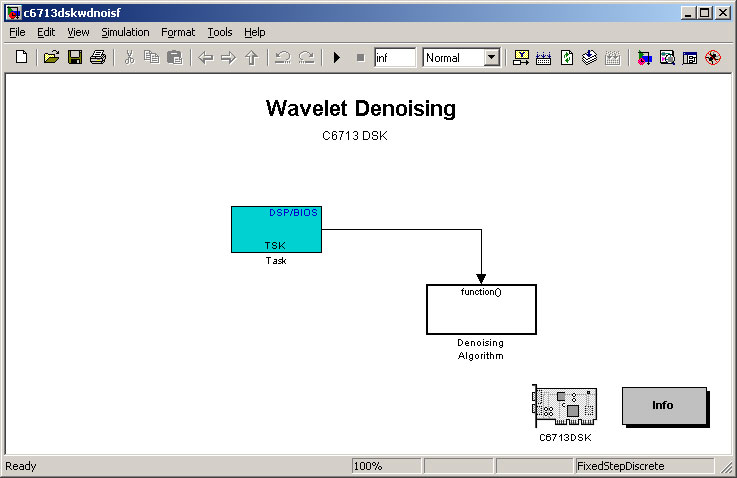 c6713dskwdnoisf
File Edit View Simulation Format Tools Help
inf Normal
Wavelet Denoising
C6713 DSK
DSP/BIOS
TSK
Task
function()
Denoising
Algorithm
C6713DSK
Info
Ready 100% FixedStepDiscrete